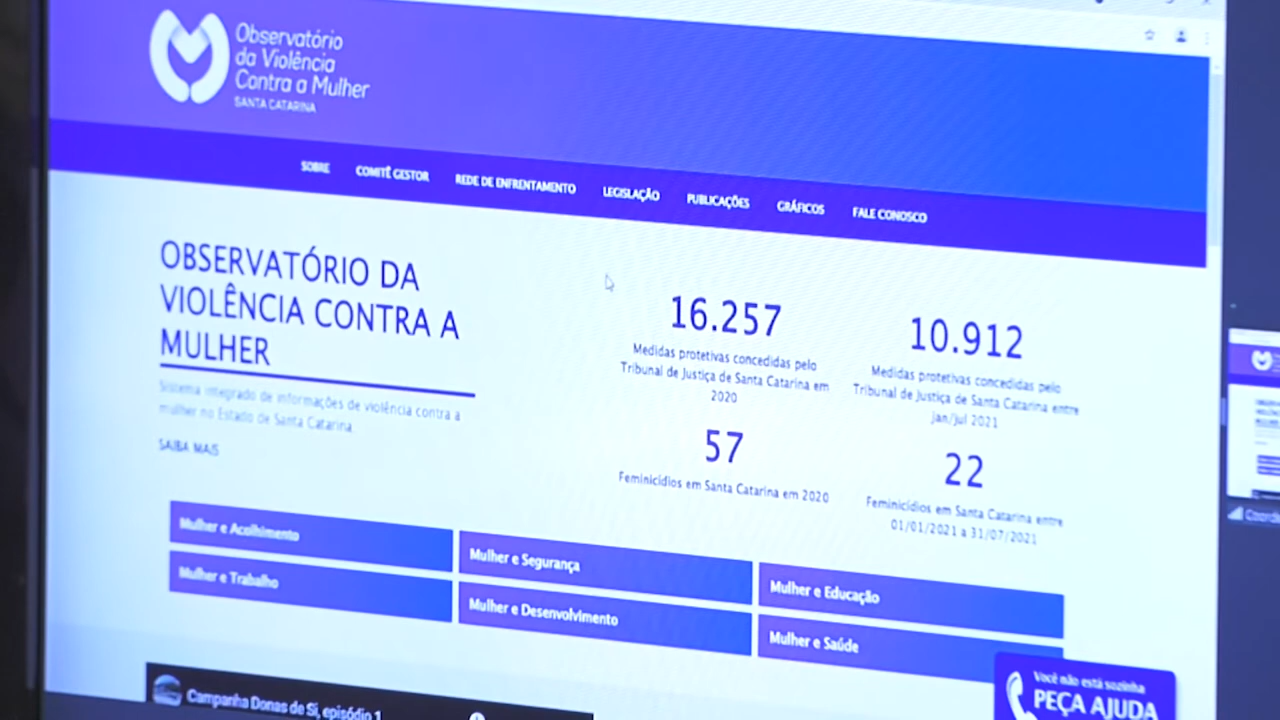 Observatório
da Violência
Contra a Mulher
SANTA CATARINA
SOBRE COMITÊ GESTOR REDE DE ENFRENTAMENTO LEGISLAÇÃO PUBLICAÇÕES GRÁFICOS FALE CONOSCO
OBSERVATÓRIO DA
VIOLÊNCIA CONTRA A
MULHER
Sistema integrado de informações de violência contra a
mulher no Estado de Santa Catarina
SAIBA MAIS
16.257
Medidas protetivas concedidas pelo
Tribunal de Justiça de Santa Catarina em
2020
10.912
Medidas protetivas concedidas pelo
Tribunal de Justiça de Santa Catarina entre
jan/jul 2021
57
Feminicídios em Santa Catarina em 2020
22
Feminicídios em Santa Catarina entre
01/01/2021 a 31/07/2021
Mulher e Acolhimento
Mulher e Segurança
Mulher e Educação
Mulher e Trabalho
Mulher e Desenvolvimento
Mulher e Saúde
Campanha Donas de Si, episódio 1
Você não está sozinha
PEÇA AJUDA